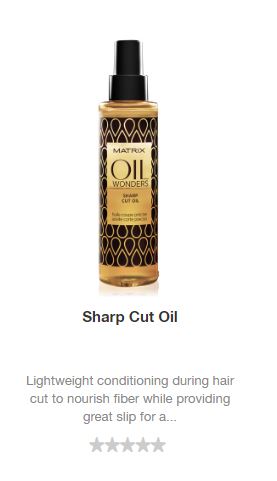 MATRIX
OIL
WONDERS
SHARP
CUT OIL
Sharp Cut Oil
Lightweight conditioning during hair
cut to nourish fiber while providing
great slip for a...